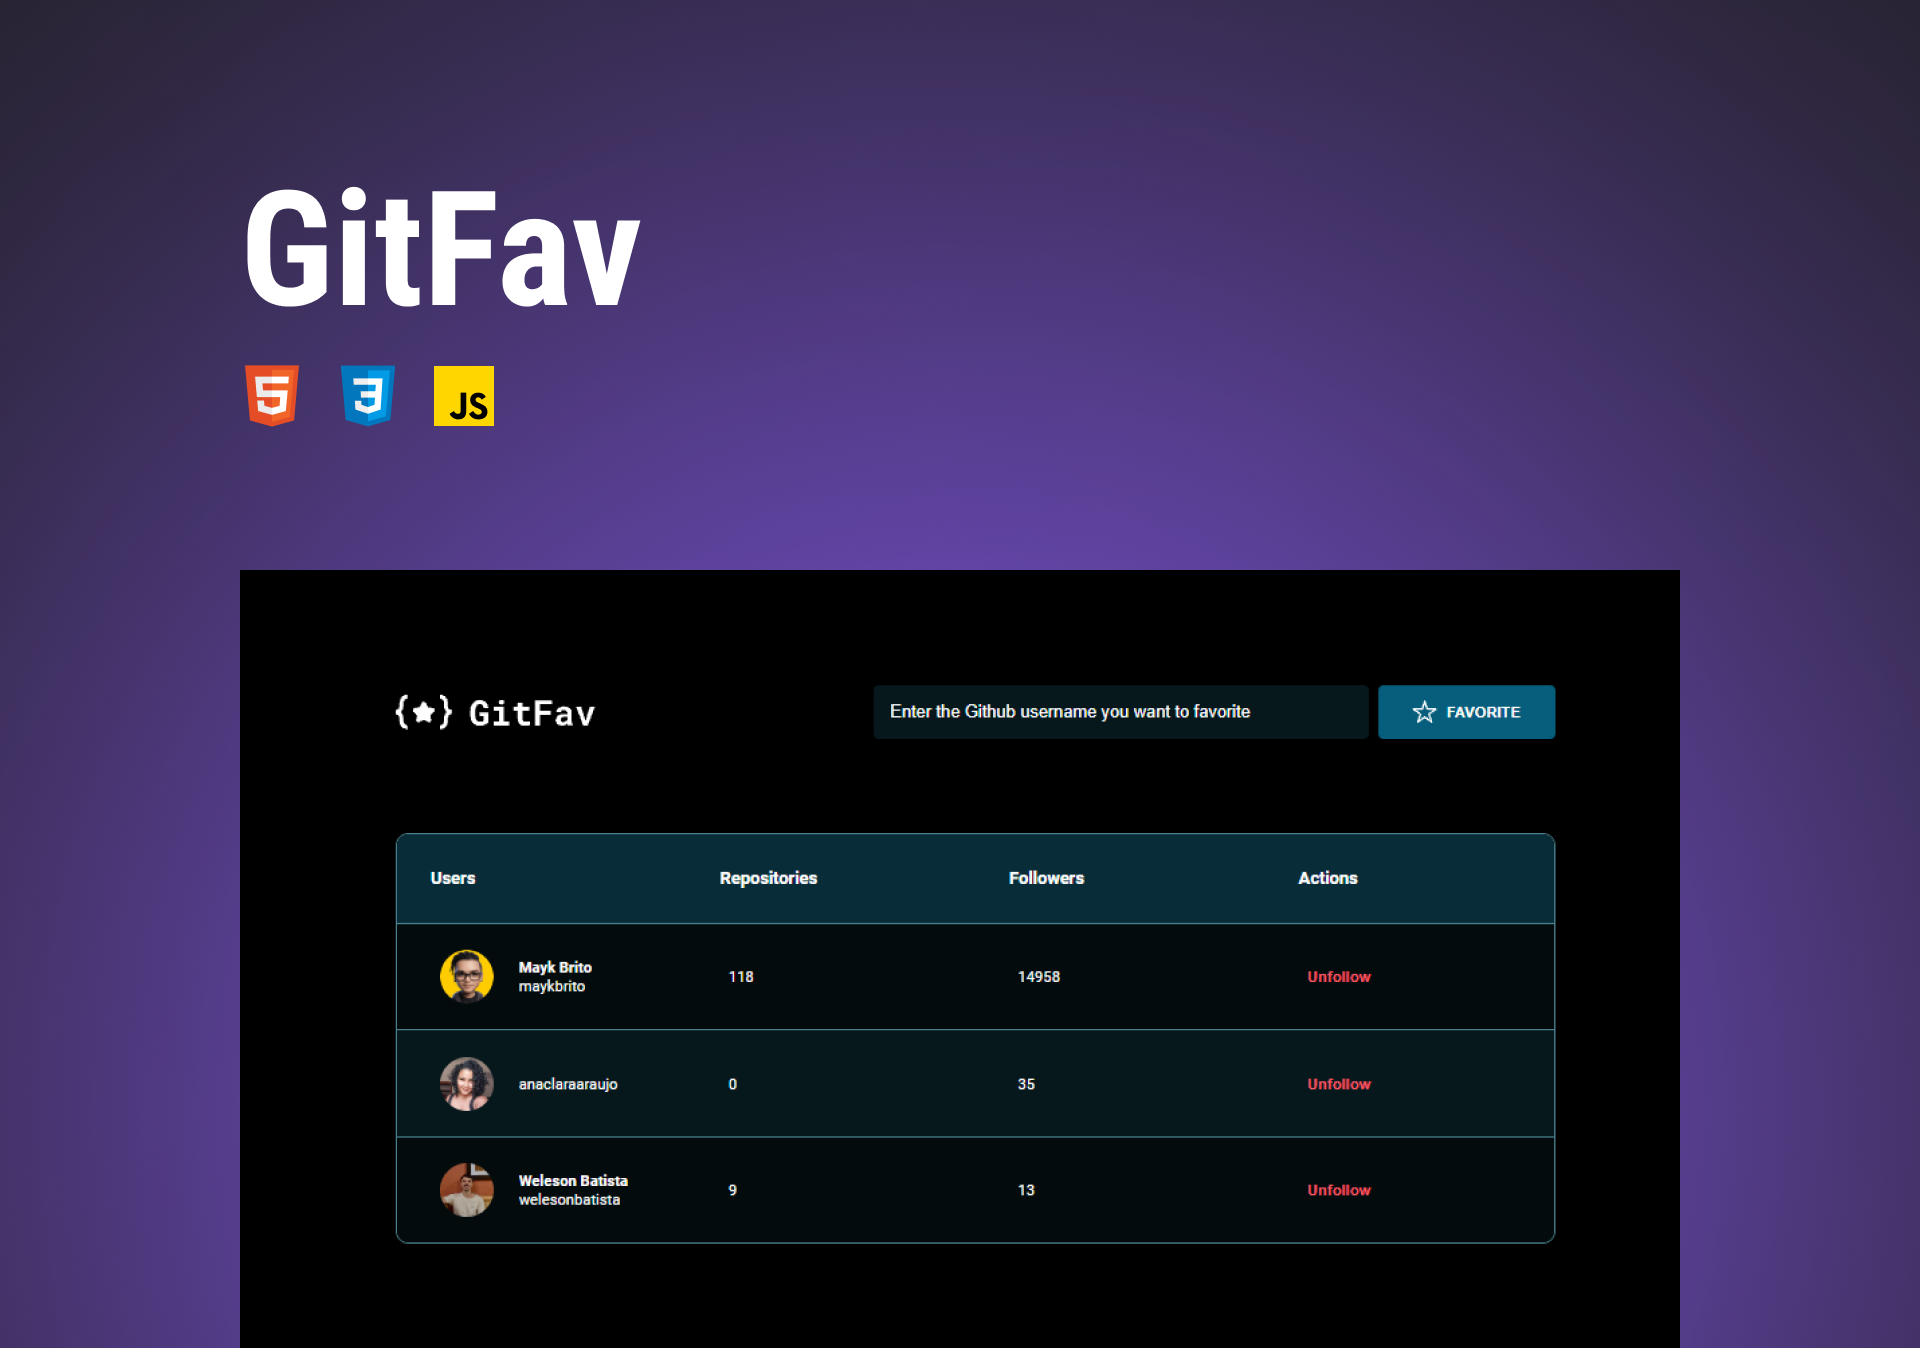 GitFav
5 3 JS
{★} GitFav
Enter the Github username you want to favorite
FAVORITE
Users Repositories Followers Actions
Mayk Brito
maykbrito
118 14958 Unfollow
anaclaraaraujo 0 35 Unfollow
Weleson Batista
welesonbatista
9 13 Unfollow